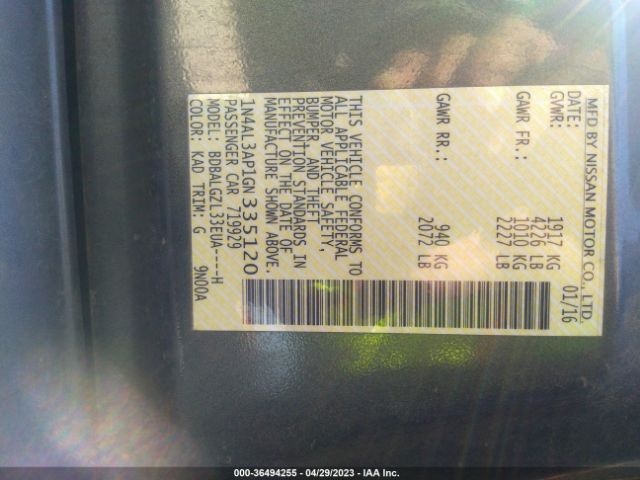 MFD BY NISSAN MOTOR CO., LTD.
DATE: 01/16
GVWR: 1917 KG
4226 LB
GAWR FR: 1010 KG
2227 LB
GAWR RR: 940 KG
2072 LB
THIS VEHICLE CONFORMS TO
ALL APPLICABLE FEDERAL
MOTOR VEHICLE SAFETY,
BUMPER, AND THEFT
PREVENTION STANDARDS IN
EFFECT ON THE DATE OF
MANUFACTURE SHOWN ABOVE.
1N4AL3AP1GN335120
PASSENGER CAR 719929
MODEL: BDBALGZL33EUA----H
COLOR: KAD TRIM: G 9N00A
000-36494255 - 04/29/2023 - IAA Inc.